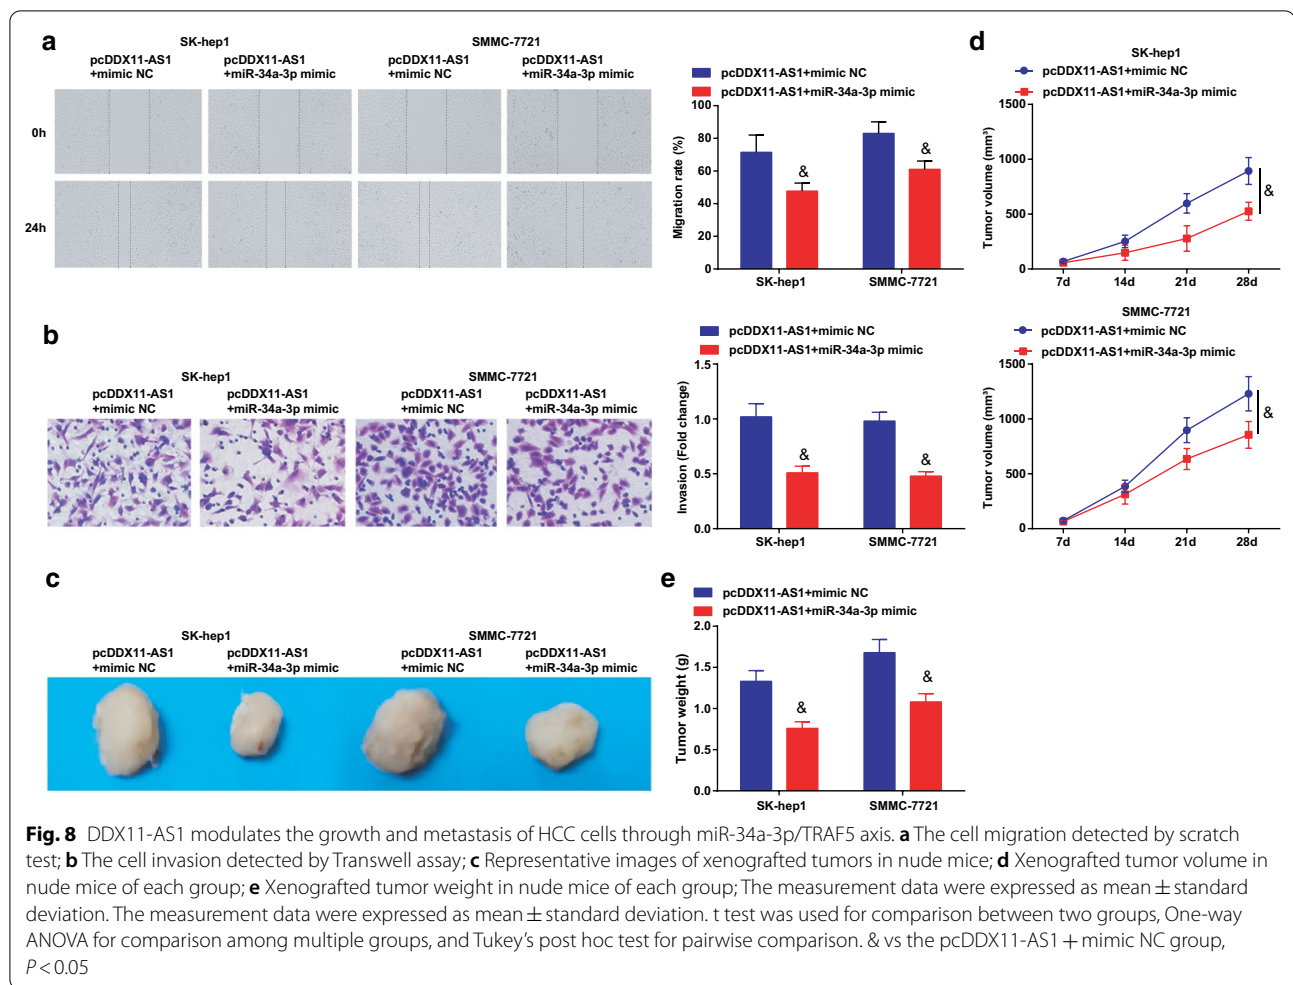 a
SK-hep1
SMMC-7721
pcDDX11-AS1
+mimic NC
pcDDX11-AS1
+miR-34a-3p mimic
pcDDX11-AS1
+mimic NC
pcDDX11-AS1
+miR-34a-3p mimic
0h
24h
pcDDX11-AS1+mimic NC
pcDDX11-AS1+miR-34a-3p mimic
Migration rate (%)
100
80
60
40
20
0
&
&
SK-hep1
SMMC-7721
d
SK-hep1
pcDDX11-AS1+mimic NC
pcDDX11-AS1+miR-34a-3p mimic
Tumor volume (mm³)
1500
1000
500
0
&
7d
14d
21d
28d
b
SK-hep1
SMMC-7721
pcDDX11-AS1
+mimic NC
pcDDX11-AS1
+miR-34a-3p mimic
pcDDX11-AS1
+mimic NC
pcDDX11-AS1
+miR-34a-3p mimic
pcDDX11-AS1+mimic NC
pcDDX11-AS1+miR-34a-3p mimic
Invasion (Fold change)
1.5
1.0
0.5
0.0
&
&
SK-hep1
SMMC-7721
SMMC-7721
pcDDX11-AS1+mimic NC
pcDDX11-AS1+miR-34a-3p mimic
Tumor volume (mm³)
1500
1000
500
0
&
7d
14d
21d
28d
c
SK-hep1
SMMC-7721
pcDDX11-AS1
+mimic NC
pcDDX11-AS1
+miR-34a-3p mimic
pcDDX11-AS1
+mimic NC
pcDDX11-AS1
+miR-34a-3p mimic
e
pcDDX11-AS1+mimic NC
pcDDX11-AS1+miR-34a-3p mimic
Tumor weight (g)
2.0
1.5
1.0
0.5
0.0
&
&
SK-hep1
SMMC-7721
Fig. 8 DDX11-AS1 modulates the growth and metastasis of HCC cells through miR-34a-3p/TRAF5 axis. a The cell migration detected by scratch
test; b The cell invasion detected by Transwell assay; c Representative images of xenografted tumors in nude mice; d Xenografted tumor volume in
nude mice of each group; e Xenografted tumor weight in nude mice of each group; The measurement data were expressed as mean ± standard
deviation. The measurement data were expressed as mean ± standard deviation. t test was used for comparison between two groups, One-way
ANOVA for comparison among multiple groups, and Tukey's post hoc test for pairwise comparison. & vs the pcDDX11-AS1 + mimic NC group,
P < 0.05